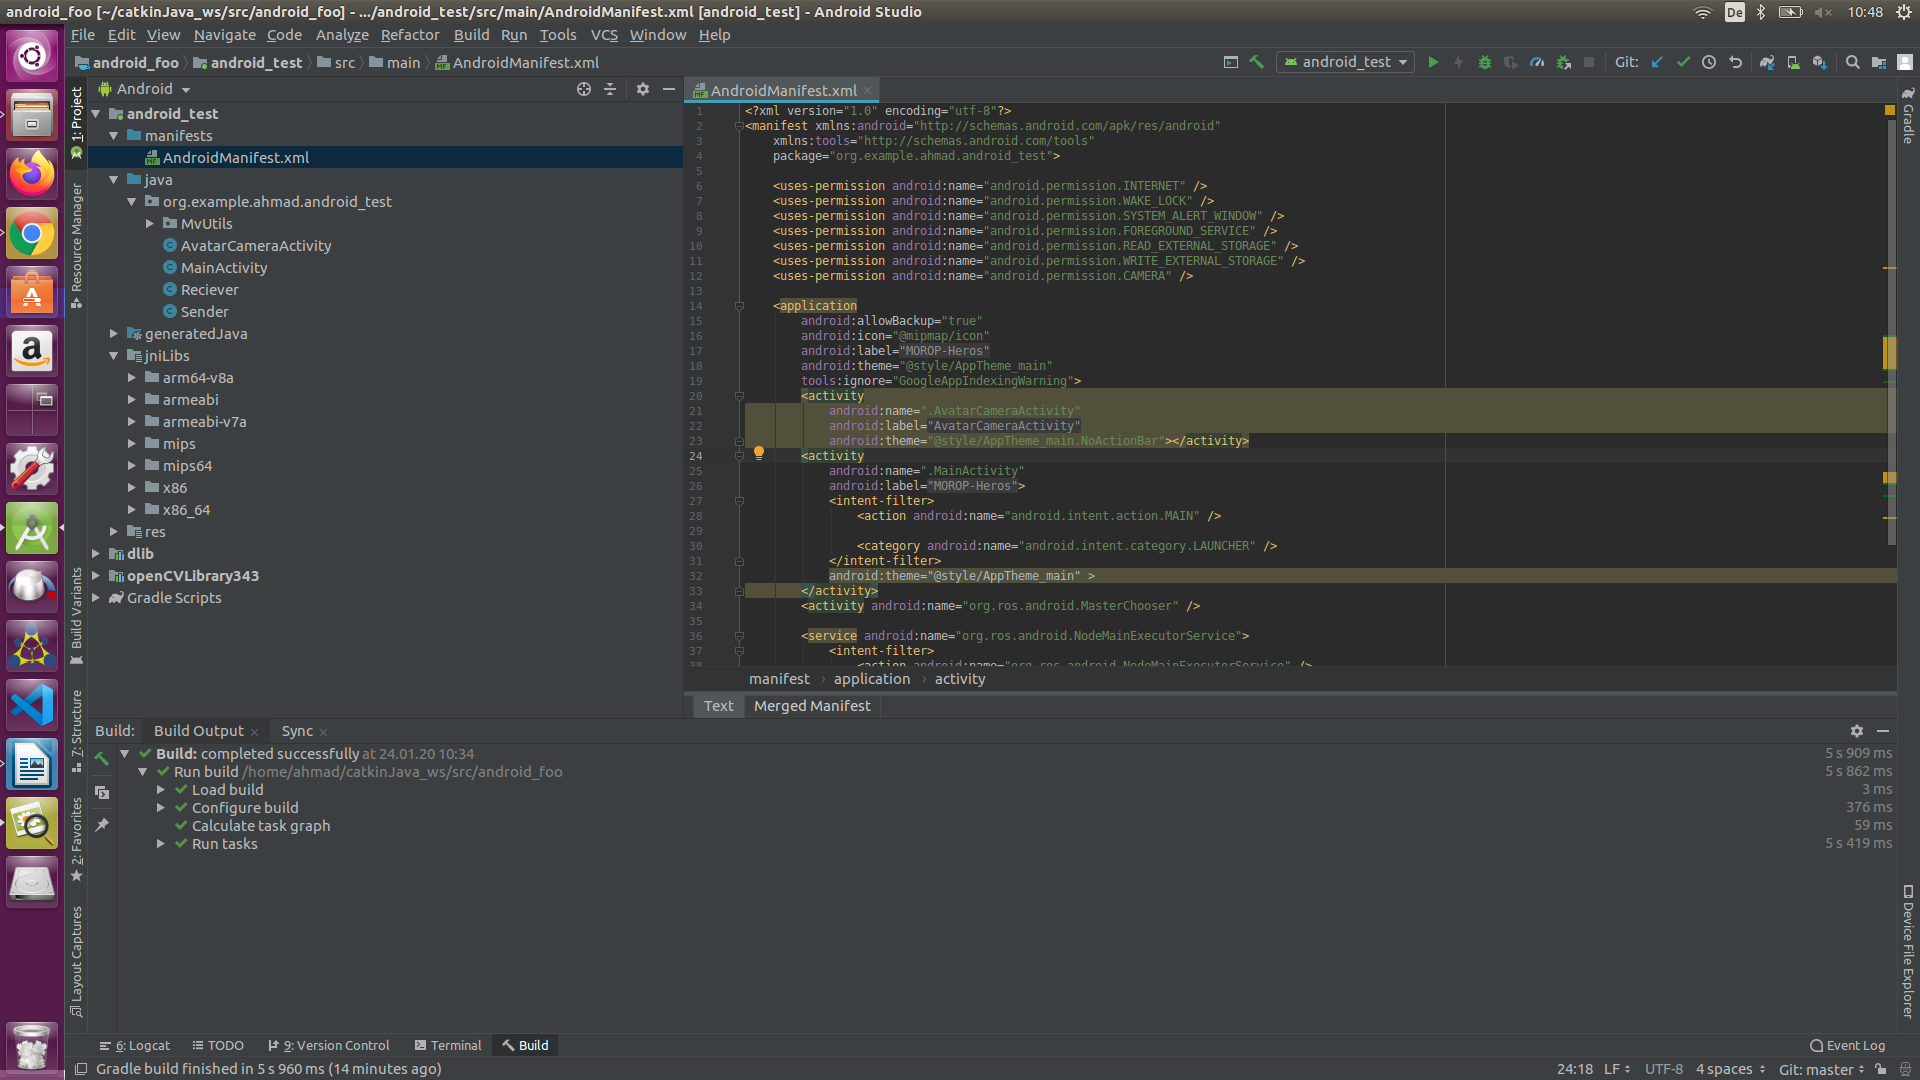 android_foo [~/catkinJava_ws/src/android_foo] - .../android_test/src/main/AndroidManifest.xml [android_test] - Android Studio
De
10:48
File Edit View Navigate Code Analyze Refactor Build Run Tools VCS Window Help
android_foo android_test src main AndroidManifest.xml
android_test
Git:
1: Project
Resource Manager
Build Variants
7: Structure
2: Favorites
Layout Captures
Android
android_test
manifests
AndroidManifest.xml
java
org.example.ahmad.android_test
MvUtils
AvatarCameraActivity
MainActivity
Reciever
Sender
generatedJava
jniLibs
arm64-v8a
armeabi
armeabi-v7a
mips
mips64
x86
x86_64
res
dlib
openCVLibrary343
Gradle Scripts
AndroidManifest.xml
1 <?xml version="1.0" encoding="utf-8"?>
2 <manifest xmlns:android="http://schemas.android.com/apk/res/android"
3 xmlns:tools="http://schemas.android.com/tools"
4 package="org.example.ahmad.android_test">
5
6 <uses-permission android:name="android.permission.INTERNET" />
7 <uses-permission android:name="android.permission.WAKE_LOCK" />
8 <uses-permission android:name="android.permission.SYSTEM_ALERT_WINDOW" />
9 <uses-permission android:name="android.permission.FOREGROUND_SERVICE" />
10 <uses-permission android:name="android.permission.READ_EXTERNAL_STORAGE" />
11 <uses-permission android:name="android.permission.WRITE_EXTERNAL_STORAGE" />
12 <uses-permission android:name="android.permission.CAMERA" />
13
14 <application
15 android:allowBackup="true"
16 android:icon="@mipmap/icon"
17 android:label="MOROP-Heros"
18 android:theme="@style/AppTheme_main"
19 tools:ignore="GoogleAppIndexingWarning">
20 <activity
21 android:name=".AvatarCameraActivity"
22 android:label="AvatarCameraActivity"
23 android:theme="@style/AppTheme_main.NoActionBar"></activity>
24 <activity
25 android:name=".MainActivity"
26 android:label="MOROP-Heros">
27 <intent-filter>
28 <action android:name="android.intent.action.MAIN" />
29
30 <category android:name="android.intent.category.LAUNCHER" />
31 </intent-filter>
32 android:theme="@style/AppTheme_main" >
33 </activity>
34 <activity android:name="org.ros.android.MasterChooser" />
35
36 <service android:name="org.ros.android.NodeMainExecutorService">
37 <intent-filter>
38 <action android:name="org.ros.android.NodeMainExecutorService" />
manifest › application › activity
Text Merged Manifest
Gradle
Device File Explorer
Build: Build Output Sync
Build: completed successfully at 24.01.20 10:34 5 s 909 ms
Run build /home/ahmad/catkinJava_ws/src/android_foo 5 s 862 ms
Load build 3 ms
Configure build 376 ms
Calculate task graph 59 ms
Run tasks 5 s 419 ms
6: Logcat TODO 9: Version Control Terminal Build Event Log
Gradle build finished in 5 s 960 ms (14 minutes ago) 24:18 LF UTF-8 4 spaces Git: master